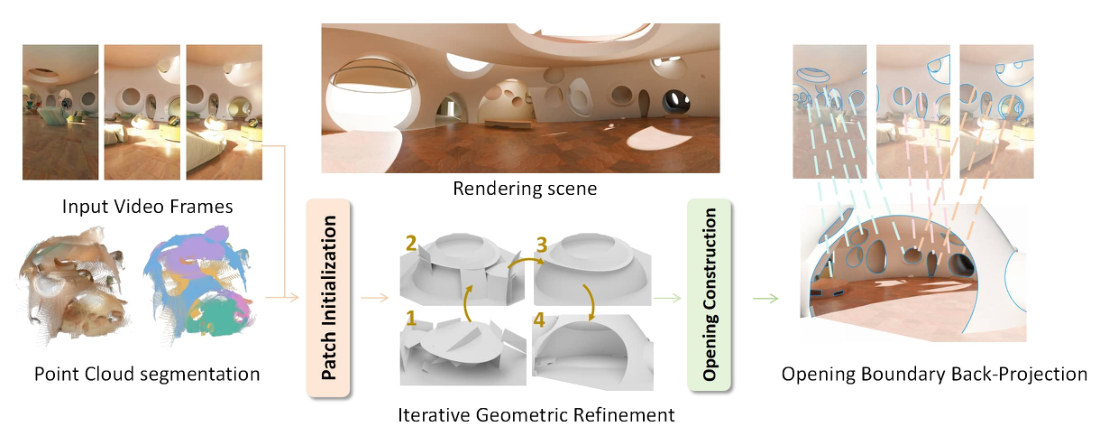 Input Video Frames
Rendering scene
Point Cloud segmentation
Patch Initialization
2
3
1
4
Iterative Geometric Refinement
Opening Construction
Opening Boundary Back-Projection